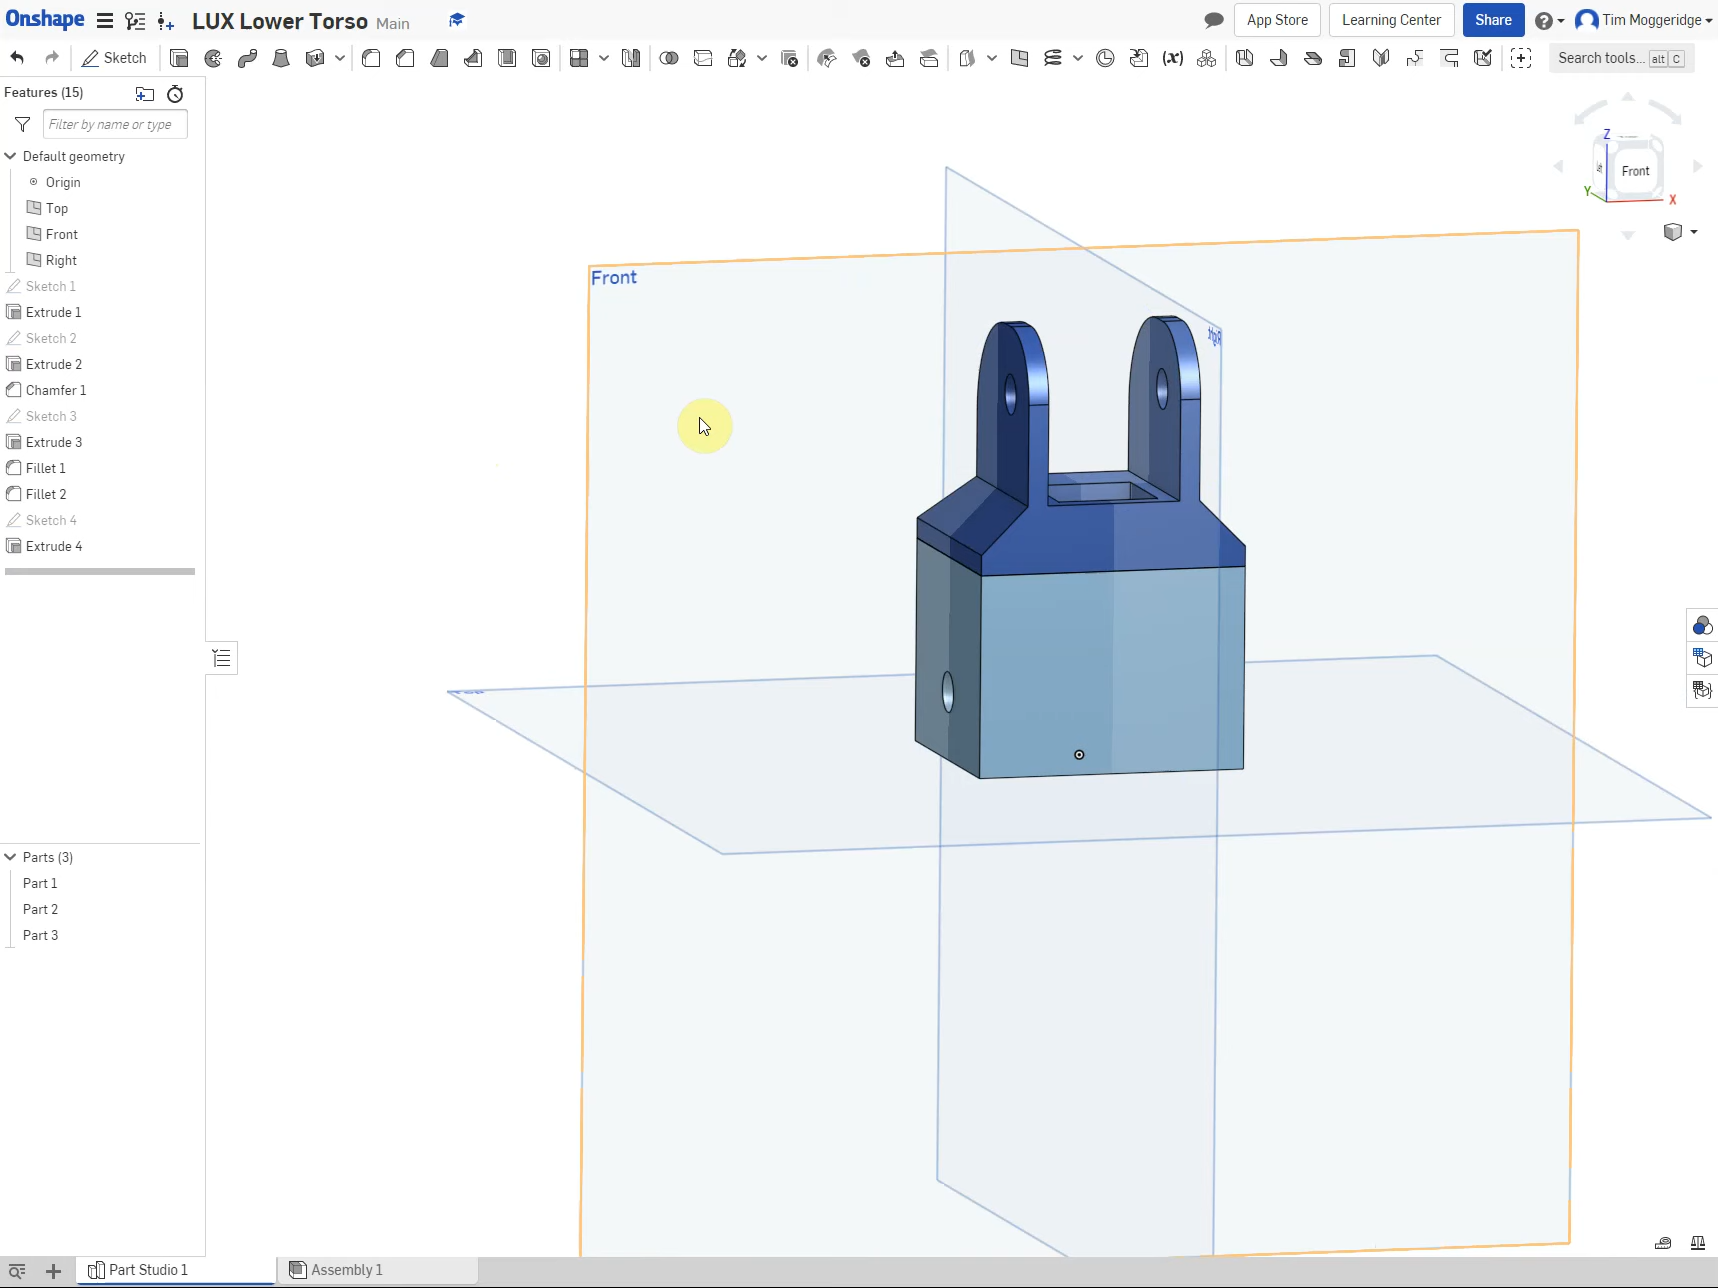 Onshape LUX Lower Torso Main App Store Learning Center Share Tim Moggeridge
Sketch Search tools... alt C
Features (15)
Filter by name or type
Default geometry
Origin
Top
Front
Right
Sketch 1
Extrude 1
Sketch 2
Extrude 2
Chamfer 1
Sketch 3
Extrude 3
Fillet 1
Fillet 2
Sketch 4
Extrude 4
Parts (3)
Part 1
Part 2
Part 3
Front
Right
Top
Z
Front
Y
X
Part Studio 1 Assembly 1